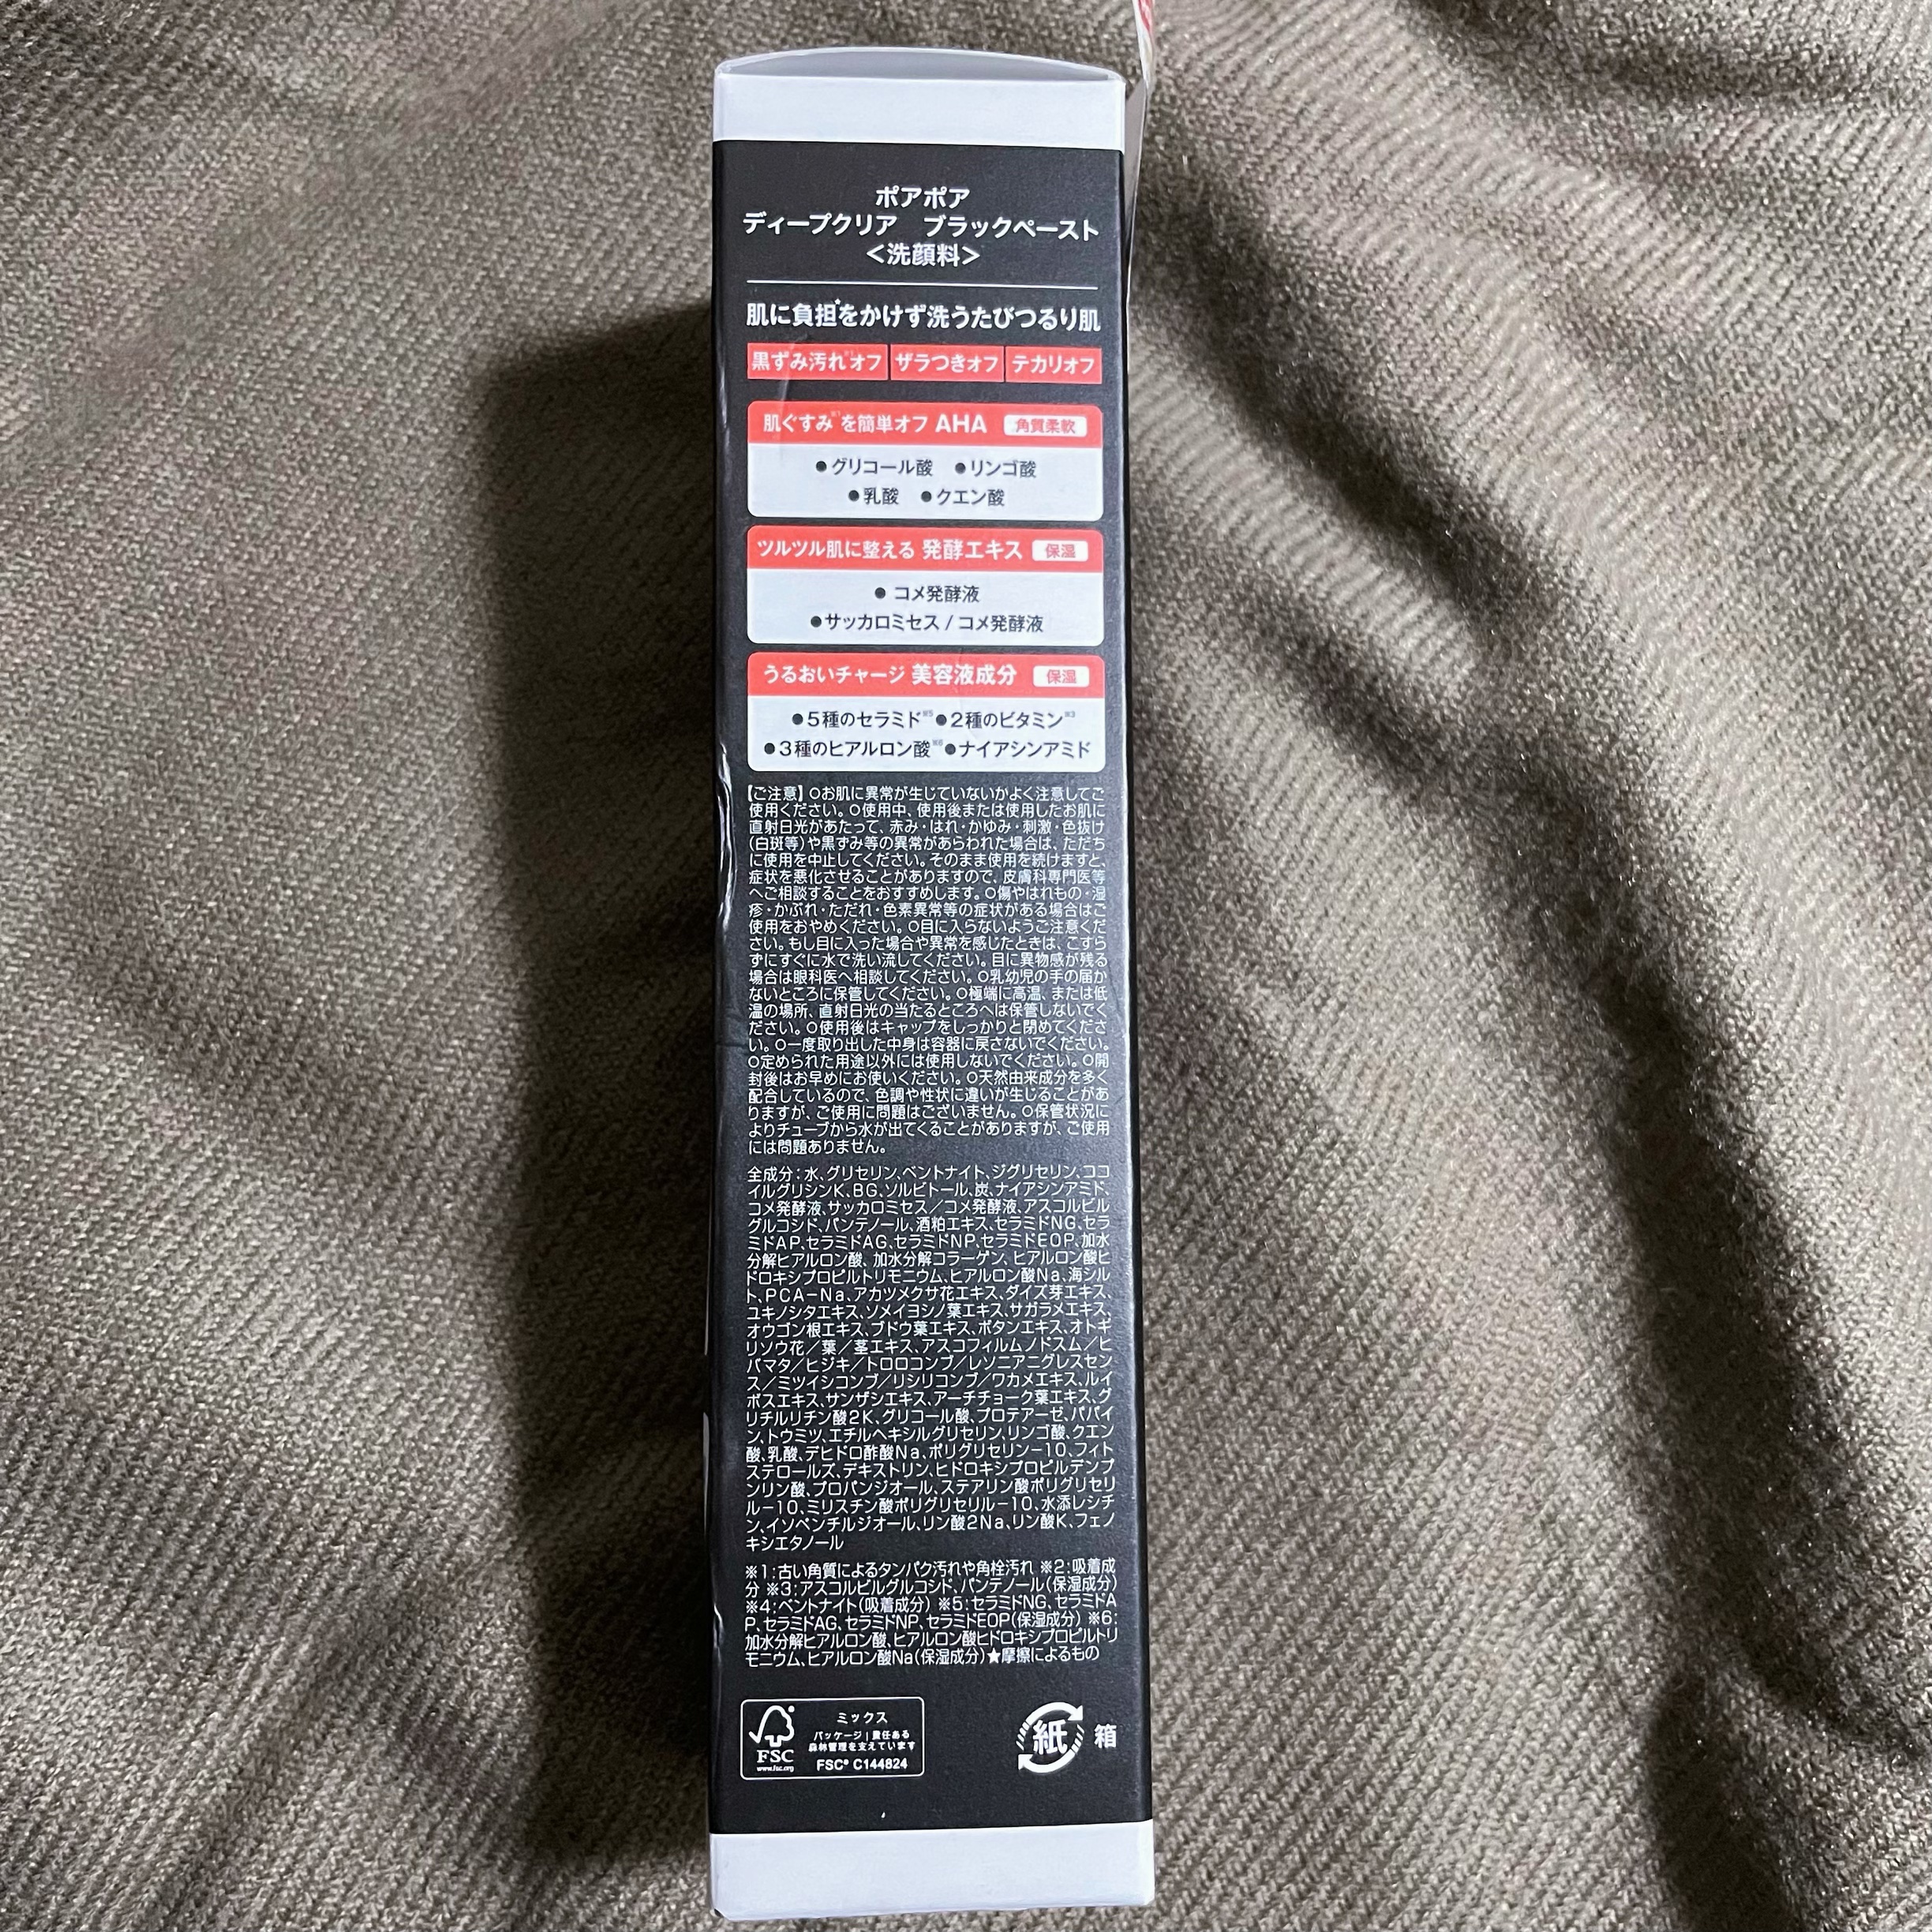 ポアポア
ディープクリア　ブラックペースト
＜洗顔料＞
肌に負担*をかけず洗うたびつるり肌
黒ずみ汚れ※1オフ ザラつきオフ テカリオフ
肌ぐすみ※1を簡単オフ AHA 角質柔軟
●グリコール酸 ●リンゴ酸
●乳酸 ●クエン酸
ツルツル肌に整える 発酵エキス 保湿
● コメ発酵液
●サッカロミセス / コメ発酵液
うるおいチャージ 美容液成分 保湿
●5種のセラミド※5●2種のビタミン※3
●3種のヒアルロン酸※6●ナイアシンアミド
【ご注意】○お肌に異常が生じていないかよく注意してご
使用ください。○使用中、使用後または使用したお肌に
直射日光があたって、赤み・はれ・かゆみ・刺激・色抜け
（白斑等）や黒ずみ等の異常があらわれた場合は、ただち
に使用を中止してください。そのまま使用を続けますと、
症状を悪化させることがありますので、皮膚科専門医等
へご相談することをおすすめします。○傷やはれもの・湿
疹・かぶれ・ただれ・色素異常等の症状がある場合はご
使用をおやめください。○目に入らないようご注意くだ
さい。もし目に入った場合や異常を感じたときは、こすら
ずにすぐに水で洗い流してください。目に異物感が残る
場合は眼科医へ相談してください。○乳幼児の手の届か
ないところに保管してください。○極端に高温、または低
温の場所、直射日光の当たるところへは保管しないでく
ださい。○使用後はキャップをしっかりと閉めてくださ
い。○一度取り出した中身は容器に戻さないでください。
○定められた用途以外には使用しないでください。○開
封後はお早めにお使いください。○天然由来成分を多く
配合しているので、色調や性状に違いが生じることがあ
りますが、ご使用に問題はございません。○保管状況に
よりチューブから水が出てくることがありますが、ご使用
には問題ありません。
全成分：水、グリセリン、ベントナイト、ジグリセリン、ココ
イルグリシンK、BG、ソルビトール、炭、ナイアシンアミド、
コメ発酵液、サッカロミセス／コメ発酵液、アスコルビル
グルコシド、パンテノール、酒粕エキス、セラミドNG、セラ
ミドAP、セラミドAG、セラミドNP、セラミドEOP、加水
分解ヒアルロン酸、加水分解コラーゲン、ヒアルロン酸ヒ
ドロキシプロピルトリモニウム、ヒアルロン酸Na、海シル
ト、PCA－Na、アカツメクサ花エキス、ダイズ芽エキス、
ユキノシタエキス、ソメイヨシノ葉エキス、サガラメエキス、
オウゴン根エキス、ブドウ葉エキス、ボタンエキス、オトギ
リソウ花／葉／茎エキス、アスコフィルムノドスム／ヒ
バマタ／ヒジキ／トロロコンブ／レソニアニグレスセン
ス／ミツイシコンブ／リシリコンブ／ワカメエキス、ルイ
ボスエキス、サンザシエキス、アーチチョーク葉エキス、グ
リチルリチン酸2K、グリコール酸、プロテアーゼ、パパイ
ン、トウミツ、エチルヘキシルグリセリン、リンゴ酸、クエン
酸、乳酸、デヒドロ酢酸Na、ポリグリセリン－10、フィト
ステロールズ、デキストリン、ヒドロキシプロピルデンプ
ンリン酸、プロパンジオール、ステアリン酸ポリグリセリ
ル－10、ミリスチン酸ポリグリセリル－10、水添レシチ
ン、イソペンチルジオール、リン酸2Na、リン酸K、フェノ
キシエタノール
※1：古い角質によるタンパク汚れや角栓汚れ ※2：吸着成
分 ※3：アスコルビルグルコシド、パンテノール（保湿成分）
※4：ベントナイト（吸着成分） ※5：セラミドNG、セラミドA
P、セラミドAG、セラミドNP、セラミドEOP（保湿成分） ※6：
加水分解ヒアルロン酸、ヒアルロン酸ヒドロキシプロピルトリ
モニウム、ヒアルロン酸Na（保湿成分）★摩擦によるもの
FSC
www.fsc.org
ミックス
パッケージ｜責任ある
森林管理を支えています
FSC® C144824
紙 箱